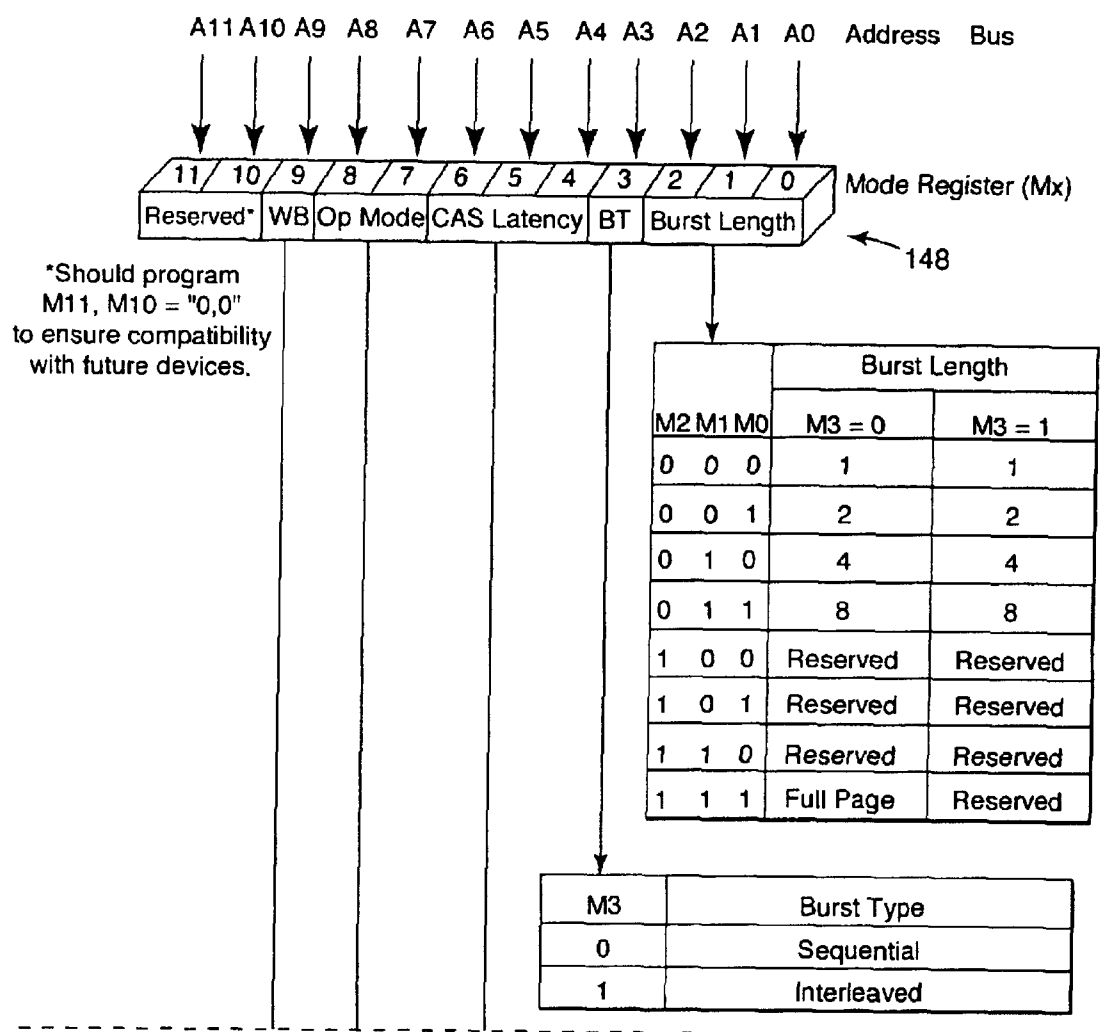 A11 A10 A9 A8 A7 A6 A5 A4 A3 A2 A1 A0 Address Bus
11 10 9 8 7 6 5 4 3 2 1 0 Mode Register (Mx)
Reserved* WB Op Mode CAS Latency BT Burst Length
148
*Should program
M11, M10 = "0,0"
to ensure compatibility
with future devices.
Burst Length
M2 M1 M0 M3 = 0 M3 = 1
0 0 0 1 1
0 0 1 2 2
0 1 0 4 4
0 1 1 8 8
1 0 0 Reserved Reserved
1 0 1 Reserved Reserved
1 1 0 Reserved Reserved
1 1 1 Full Page Reserved
M3 Burst Type
0 Sequential
1 Interleaved